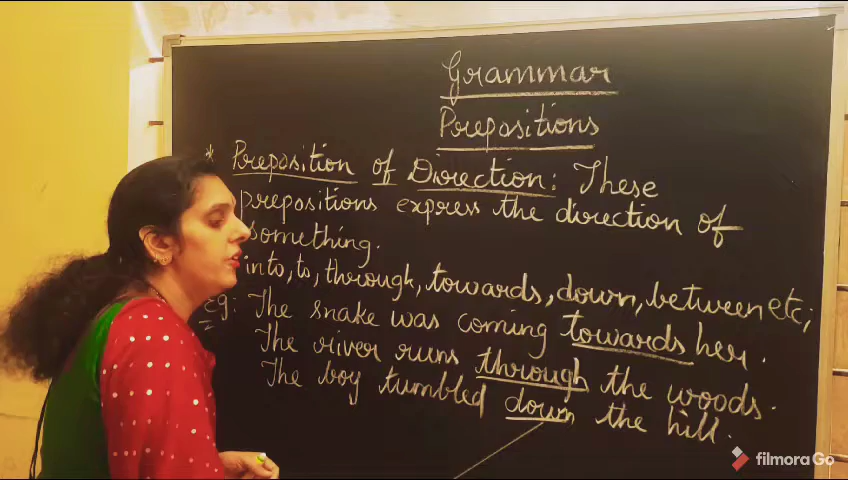 Grammar
Prepositions
* Preposition of Direction: These
prepositions express the direction of
something.
into, to, through, towards, down, between etc;
eg: The snake was coming towards her.
The river runs through the woods.
The boy tumbled down the hill.
filmora Go